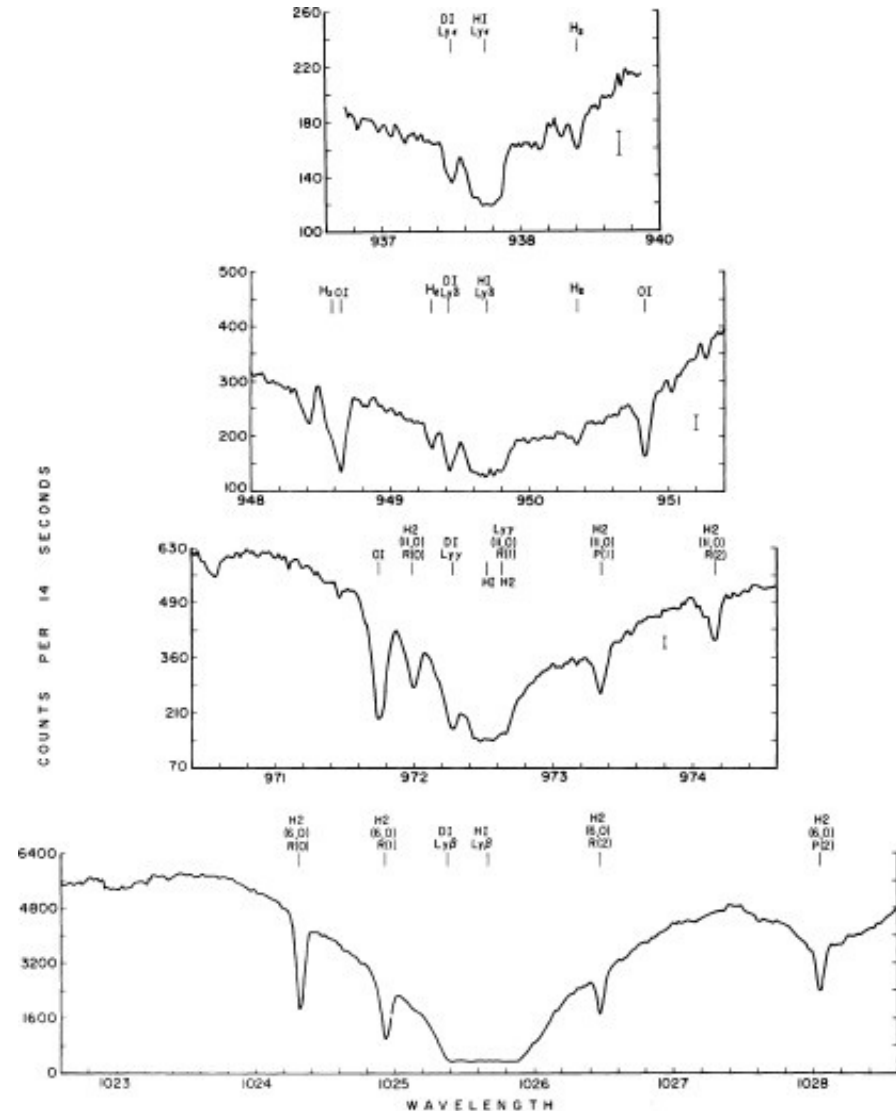 260
220
180
140
100
DI HI
Lyε Lyε H₂
937 938 940
500
400
300
200
100
H₂ OI H₂ DI Lyδ HI Lyδ H₂ OI
948 949 950 951
630
490
360
210
70
OI H2 (11,0) R(0) DI Lyγ Lyγ (11,0) R(1) HI H2 H2 (11,0) P(1) H2 (11,0) R(2)
971 972 973 974
6400
4800
3200
1600
0
H2 (6,0) R(0) H2 (6,0) R(1) DI Lyβ HI Lyβ H2 (6,0) R(2) H2 (6,0) P(2)
1023 1024 1025 1026 1027 1028
COUNTS PER 14 SECONDS
WAVELENGTH